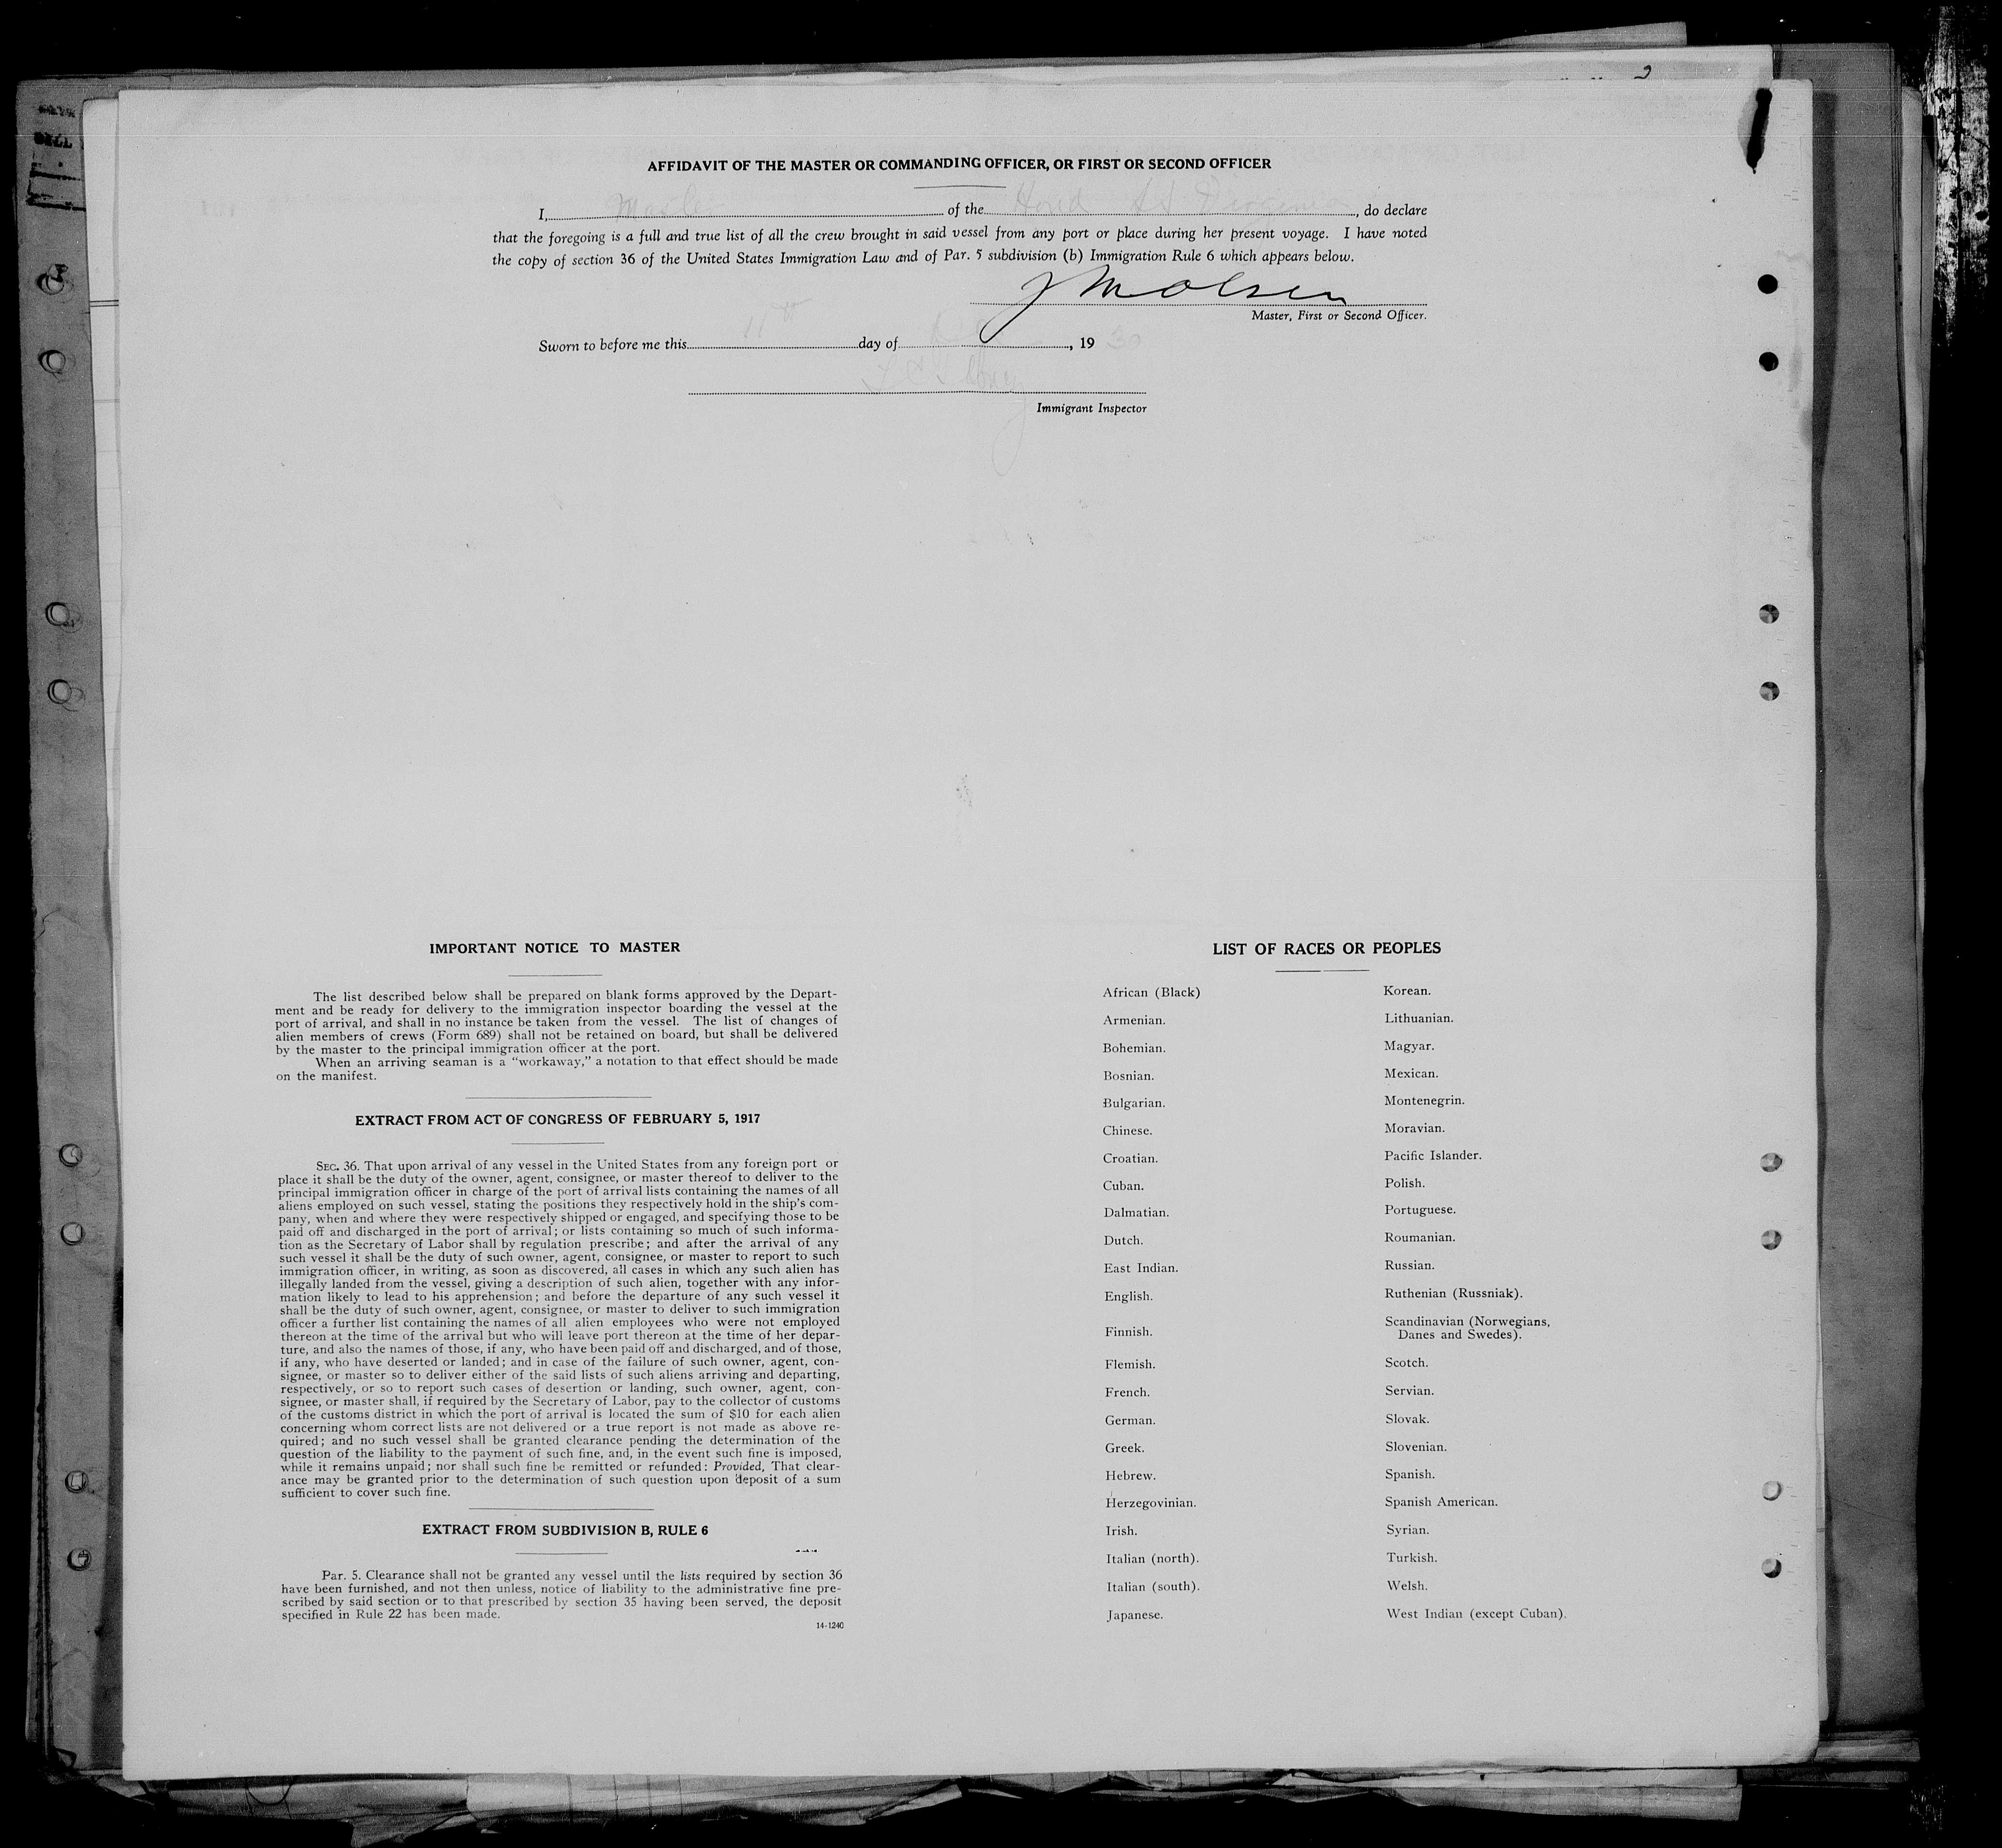 AFFIDAVIT OF THE MASTER OR COMMANDING OFFICER, OR FIRST OR SECOND OFFICER
I, Master of the Hond SS Virginia, do declare
that the foregoing is a full and true list of all the crew brought in said vessel from any port or place during her present voyage. I have noted
the copy of section 36 of the United States Immigration Law and of Par. 5 subdivision (b) Immigration Rule 6 which appears below.
J M Olsen
Master, First or Second Officer.
Sworn to before me this 11th day of , 19 30
Immigrant Inspector
IMPORTANT NOTICE TO MASTER
The list described below shall be prepared on blank forms approved by the Depart-
ment and be ready for delivery to the immigration inspector boarding the vessel at the
port of arrival, and shall in no instance be taken from the vessel. The list of changes of
alien members of crews (Form 689) shall not be retained on board, but shall be delivered
by the master to the principal immigration officer at the port.
When an arriving seaman is a “workaway,” a notation to that effect should be made
on the manifest.
EXTRACT FROM ACT OF CONGRESS OF FEBRUARY 5, 1917
SEC. 36. That upon arrival of any vessel in the United States from any foreign port or
place it shall be the duty of the owner, agent, consignee, or master thereof to deliver to the
principal immigration officer in charge of the port of arrival lists containing the names of all
aliens employed on such vessel, stating the positions they respectively hold in the ship's com-
pany, when and where they were respectively shipped or engaged, and specifying those to be
paid off and discharged in the port of arrival; or lists containing so much of such informa-
tion as the Secretary of Labor shall by regulation prescribe; and after the arrival of any
such vessel it shall be the duty of such owner, agent, consignee, or master to report to such
immigration officer, in writing, as soon as discovered, all cases in which any such alien has
illegally landed from the vessel, giving a description of such alien, together with any infor-
mation likely to lead to his apprehension; and before the departure of any such vessel it
shall be the duty of such owner, agent, consignee, or master to deliver to such immigration
officer a further list containing the names of all alien employees who were not employed
thereon at the time of the arrival but who will leave port thereon at the time of her depar-
ture, and also the names of those, if any, who have been paid off and discharged, and of those,
if any, who have deserted or landed; and in case of the failure of such owner, agent, con-
signee, or master so to deliver either of the said lists of such aliens arriving and departing,
respectively, or so to report such cases of desertion or landing, such owner, agent, con-
signee, or master shall, if required by the Secretary of Labor, pay to the collector of customs
of the customs district in which the port of arrival is located the sum of $10 for each alien
concerning whom correct lists are not delivered or a true report is not made as above re-
quired; and no such vessel shall be granted clearance pending the determination of the
question of the liability to the payment of such fine, and, in the event such fine is imposed,
while it remains unpaid; nor shall such fine be remitted or refunded: Provided, That clear-
ance may be granted prior to the determination of such question upon deposit of a sum
sufficient to cover such fine.
EXTRACT FROM SUBDIVISION B, RULE 6
Par. 5. Clearance shall not be granted any vessel until the lists required by section 36
have been furnished, and not then unless, notice of liability to the administrative fine pre-
scribed by said section or to that prescribed by section 35 having been served, the deposit
specified in Rule 22 has been made.
14-1240
LIST OF RACES OR PEOPLES
African (Black)
Armenian.
Bohemian.
Bosnian.
Bulgarian.
Chinese.
Croatian.
Cuban.
Dalmatian.
Dutch.
East Indian.
English.
Finnish.
Flemish.
French.
German.
Greek.
Hebrew.
Herzegovinian.
Irish.
Italian (north).
Italian (south).
Japanese.
Korean.
Lithuanian.
Magyar.
Mexican.
Montenegrin.
Moravian.
Pacific Islander.
Polish.
Portuguese.
Roumanian.
Russian.
Ruthenian (Russniak).
Scandinavian (Norwegians,
Danes and Swedes).
Scotch.
Servian.
Slovak.
Slovenian.
Spanish.
Spanish American.
Syrian.
Turkish.
Welsh.
West Indian (except Cuban).